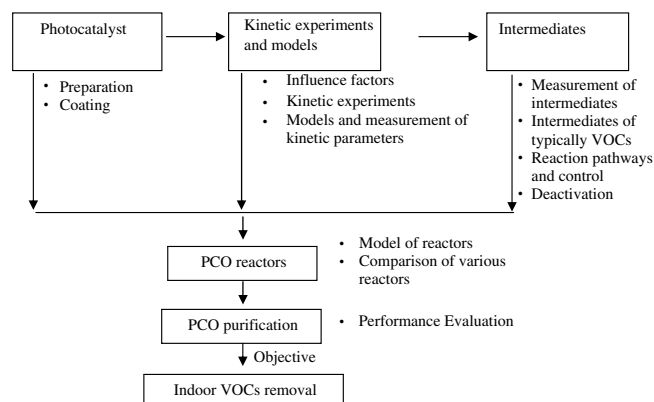 Photocatalyst
Kinetic experiments
and models
Intermediates
• Preparation
• Coating
• Influence factors
• Kinetic experiments
• Models and measurement of
kinetic parameters
• Measurement of
intermediates
• Intermediates of
typically VOCs
• Reaction pathways
and control
• Deactivation
PCO reactors
• Model of reactors
• Comparison of various
reactors
PCO purification
• Performance Evaluation
Objective
Indoor VOCs removal